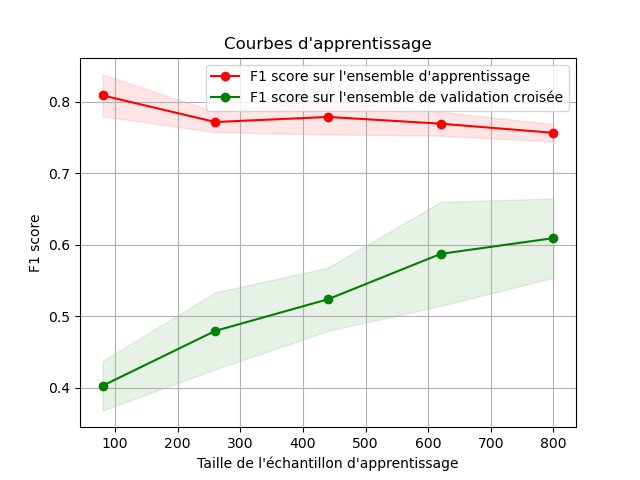 Courbes d'apprentissage
F1 score sur l'ensemble d'apprentissage
F1 score sur l'ensemble de validation croisée
0.8
0.7
0.6
0.5
0.4
F1 score
100 200 300 400 500 600 700 800
Taille de l'échantillon d'apprentissage